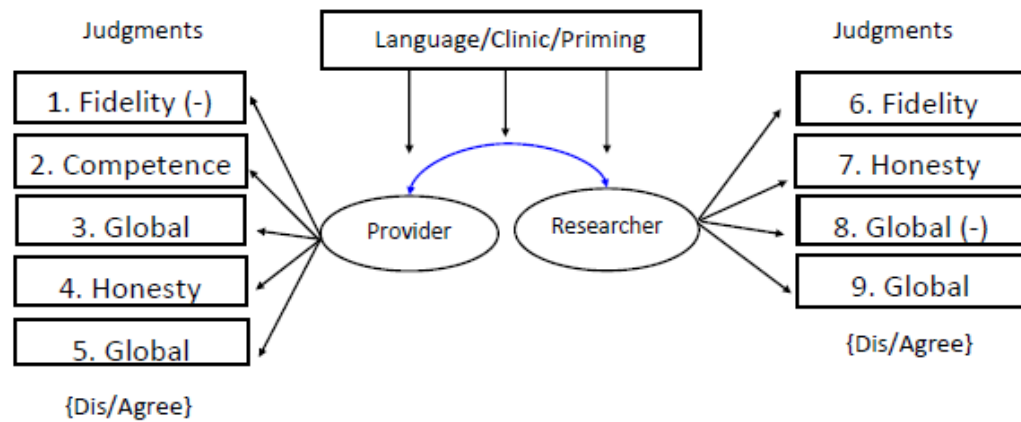 Judgments
Language/Clinic/Priming
Judgments
1. Fidelity (-)
2. Competence
3. Global
4. Honesty
5. Global
{Dis/Agree}
Provider
Researcher
6. Fidelity
7. Honesty
8. Global (-)
9. Global
{Dis/Agree}